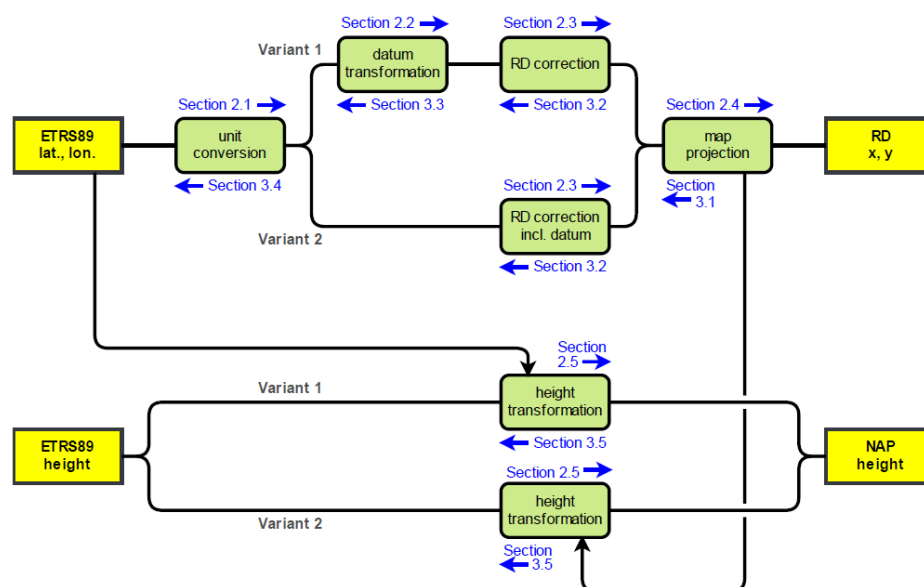 Section 2.2
Section 2.3
Variant 1
datum
transformation
RD correction
Section 2.1
Section 3.3
Section 3.2
Section 2.4
ETRS89
lat., lon.
unit
conversion
map
projection
RD
x, y
Section 3.4
Section 2.3
Section
3.1
RD correction
incl. datum
Variant 2
Section 3.2
Section
2.5
Variant 1
height
transformation
Section 3.5
ETRS89
height
NAP
height
Section 2.5
height
transformation
Variant 2
Section
3.5